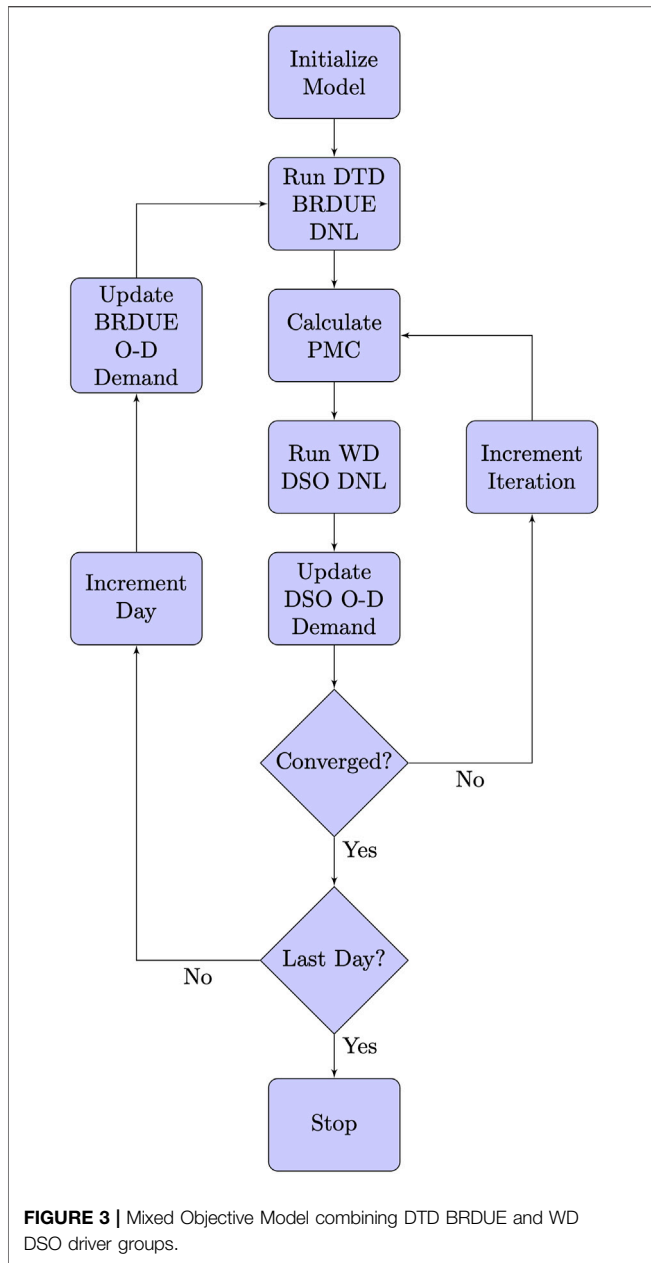 Initialize
Model
Run DTD
BRDUE
DNL
Update
BRDUE
O-D
Demand
Calculate
PMC
Run WD
DSO DNL
Increment
Iteration
Increment
Day
Update
DSO O-D
Demand
Converged?
No
Yes
Last Day?
No
Yes
Stop
FIGURE 3 | Mixed Objective Model combining DTD BRDUE and WD
DSO driver groups.